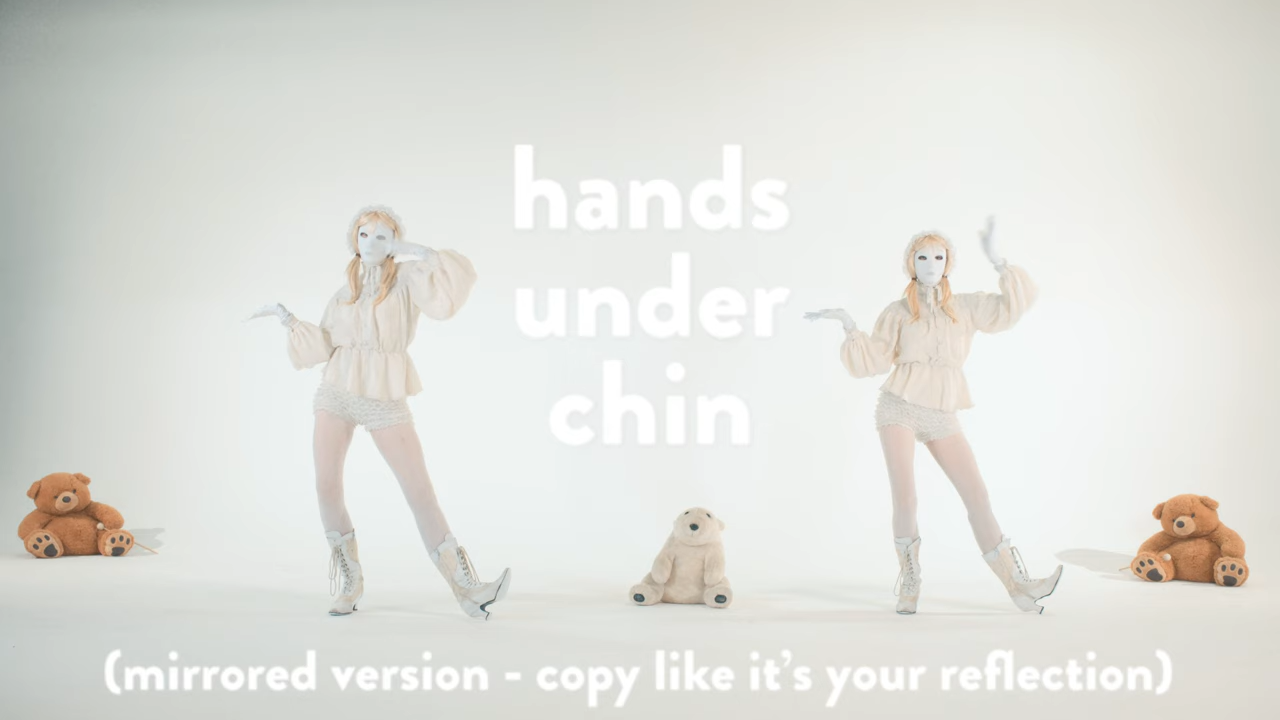 hands
under
chin
(mirrored version - copy like it's your reflection)